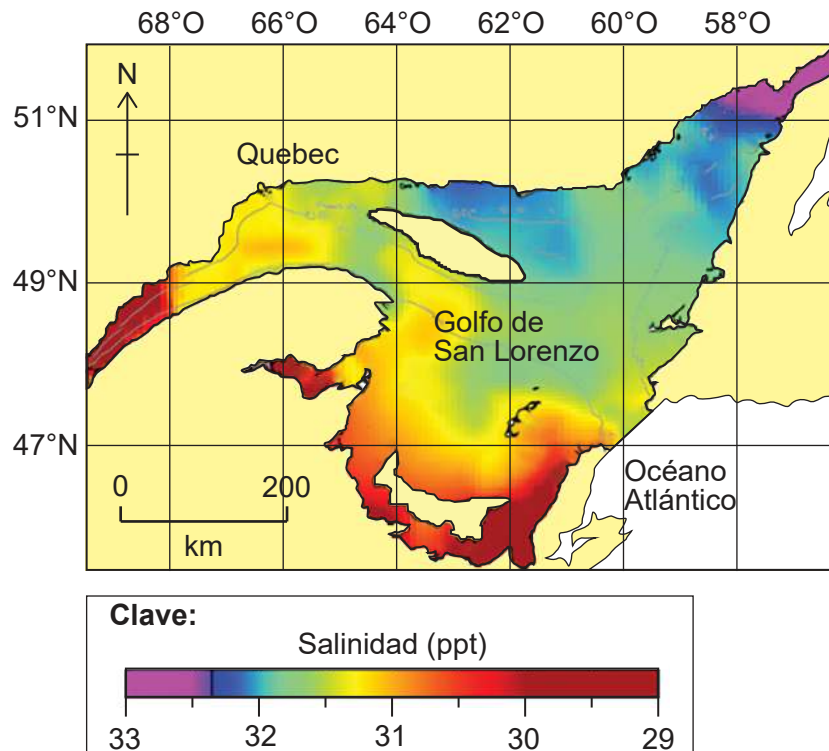 68°O 66°O 64°O 62°O 60°O 58°O
N
51°N
Quebec
49°N
Golfo de
San Lorenzo
47°N
Océano
Atlántico
0 200
km
Clave:
Salinidad (ppt)
33 32 31 30 29